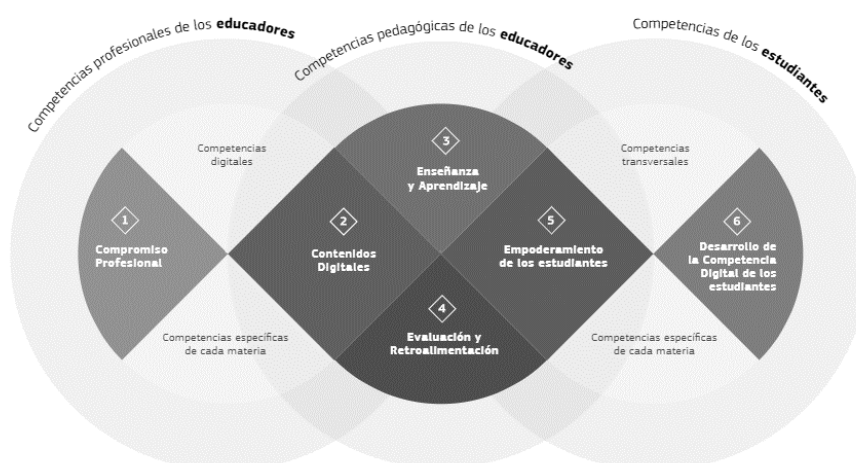 Competencias profesionales de los educadores
Competencias pedagógicas de los educadores
Competencias de los estudiantes
Competencias
digitales
3
Enseñanza
y Aprendizaje
Competencias
transversales
1
Compromiso
Profesional
2
Contenidos
Digitales
5
Empoderamiento
de los estudiantes
6
Desarrollo de
la Competencia
Digital de los
estudiantes
Competencias específicas
de cada materia
4
Evaluación y
Retroalimentación
Competencias específicas
de cada materia